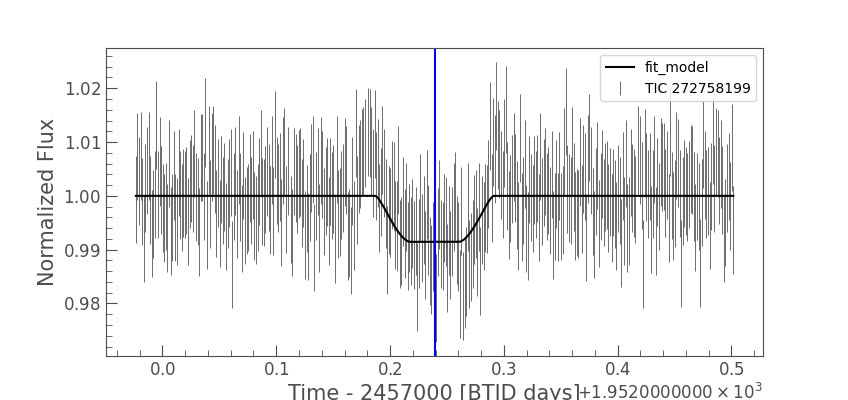 fit_model
TIC 272758199
1.02
1.01
1.00
0.99
0.98
Normalized Flux
0.0 0.1 0.2 0.3 0.4 0.5
Time - 2457000 [BTJD days]
+1.9520000000 × 10³